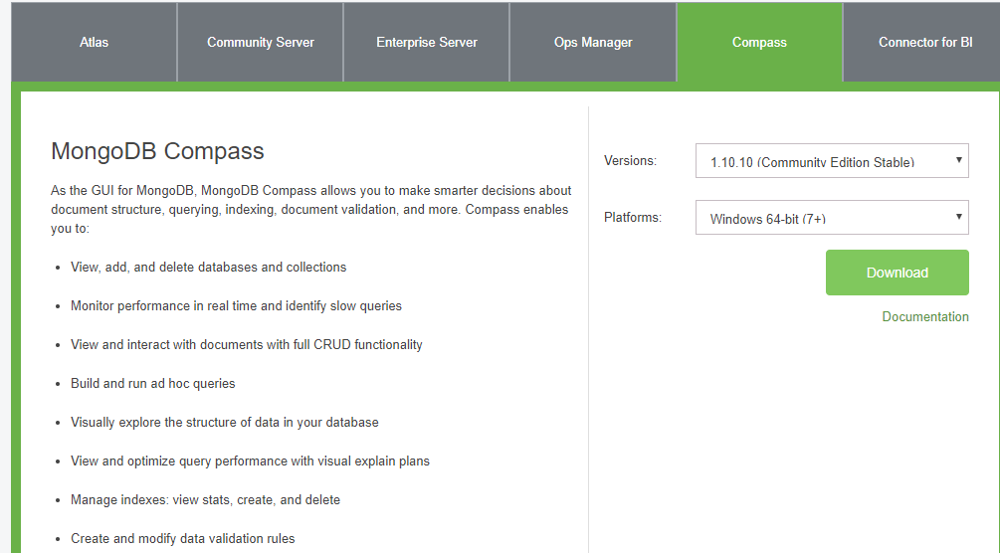 Atlas
Community Server
Enterprise Server
Ops Manager
Compass
Connector for BI
MongoDB Compass
As the GUI for MongoDB, MongoDB Compass allows you to make smarter decisions about
document structure, querying, indexing, document validation, and more. Compass enables
you to:
• View, add, and delete databases and collections
• Monitor performance in real time and identify slow queries
• View and interact with documents with full CRUD functionality
• Build and run ad hoc queries
• Visually explore the structure of data in your database
• View and optimize query performance with visual explain plans
• Manage indexes: view stats, create, and delete
• Create and modify data validation rules
Versions:
1.10.10 (Community Edition Stable)
Platforms:
Windows 64-bit (7+)
Download
Documentation